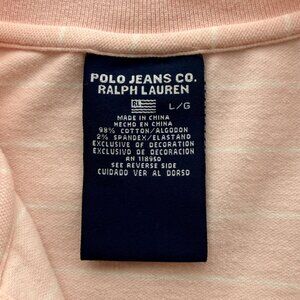 POLO JEANS CO.
RALPH LAUREN
RL
L/G
MADE IN CHINA
HECHO EN CHINA
98% COTTON/ALGODON
2% SPANDEX/ELASTANO
EXCLUSIVE OF DECORATION
EXCLUSIVO DE DECORACION
RN 118950
SEE REVERSE SIDE
CUIDADO VER AL DORSO